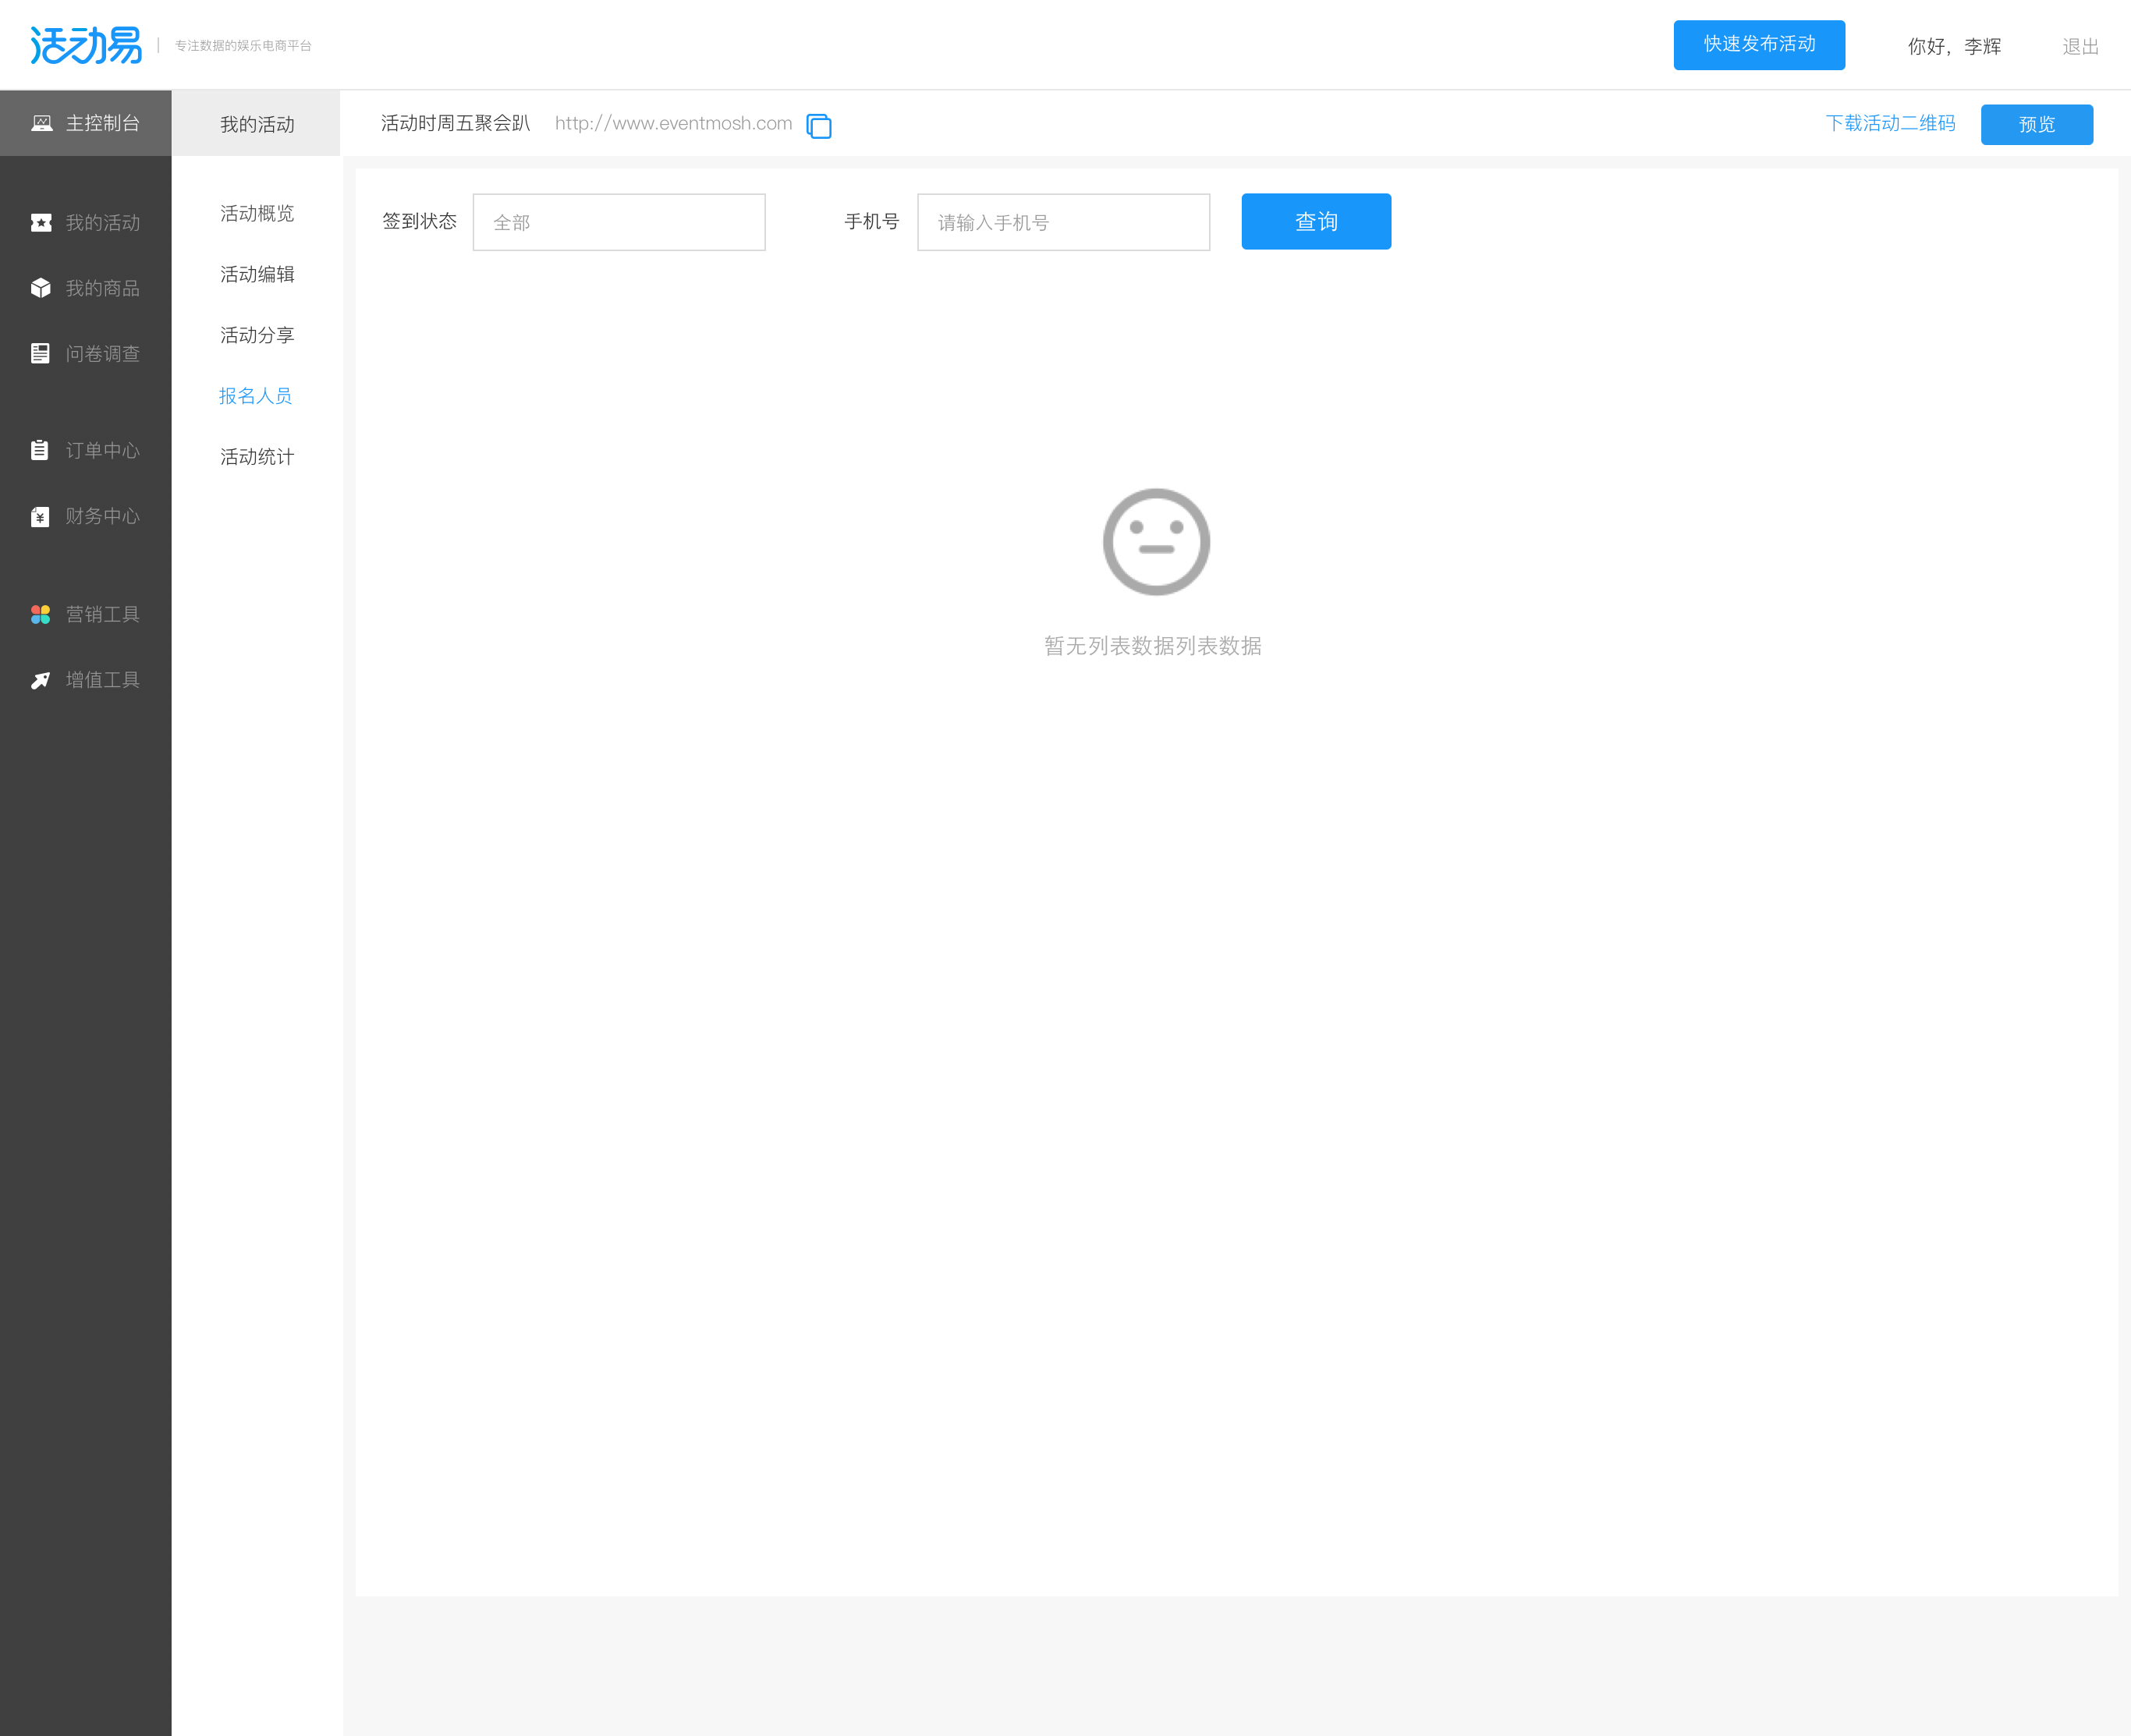 活动易
专注数据的娱乐电商平台
快速发布活动
你好，李辉
退出
主控制台
我的活动
活动时周五聚会趴
http://www.eventmosh.com
下载活动二维码
预览
我的活动
我的商品
问卷调查
订单中心
财务中心
营销工具
增值工具
活动概览
活动编辑
活动分享
报名人员
活动统计
签到状态
全部
手机号
请输入手机号
查询
暂无列表数据列表数据